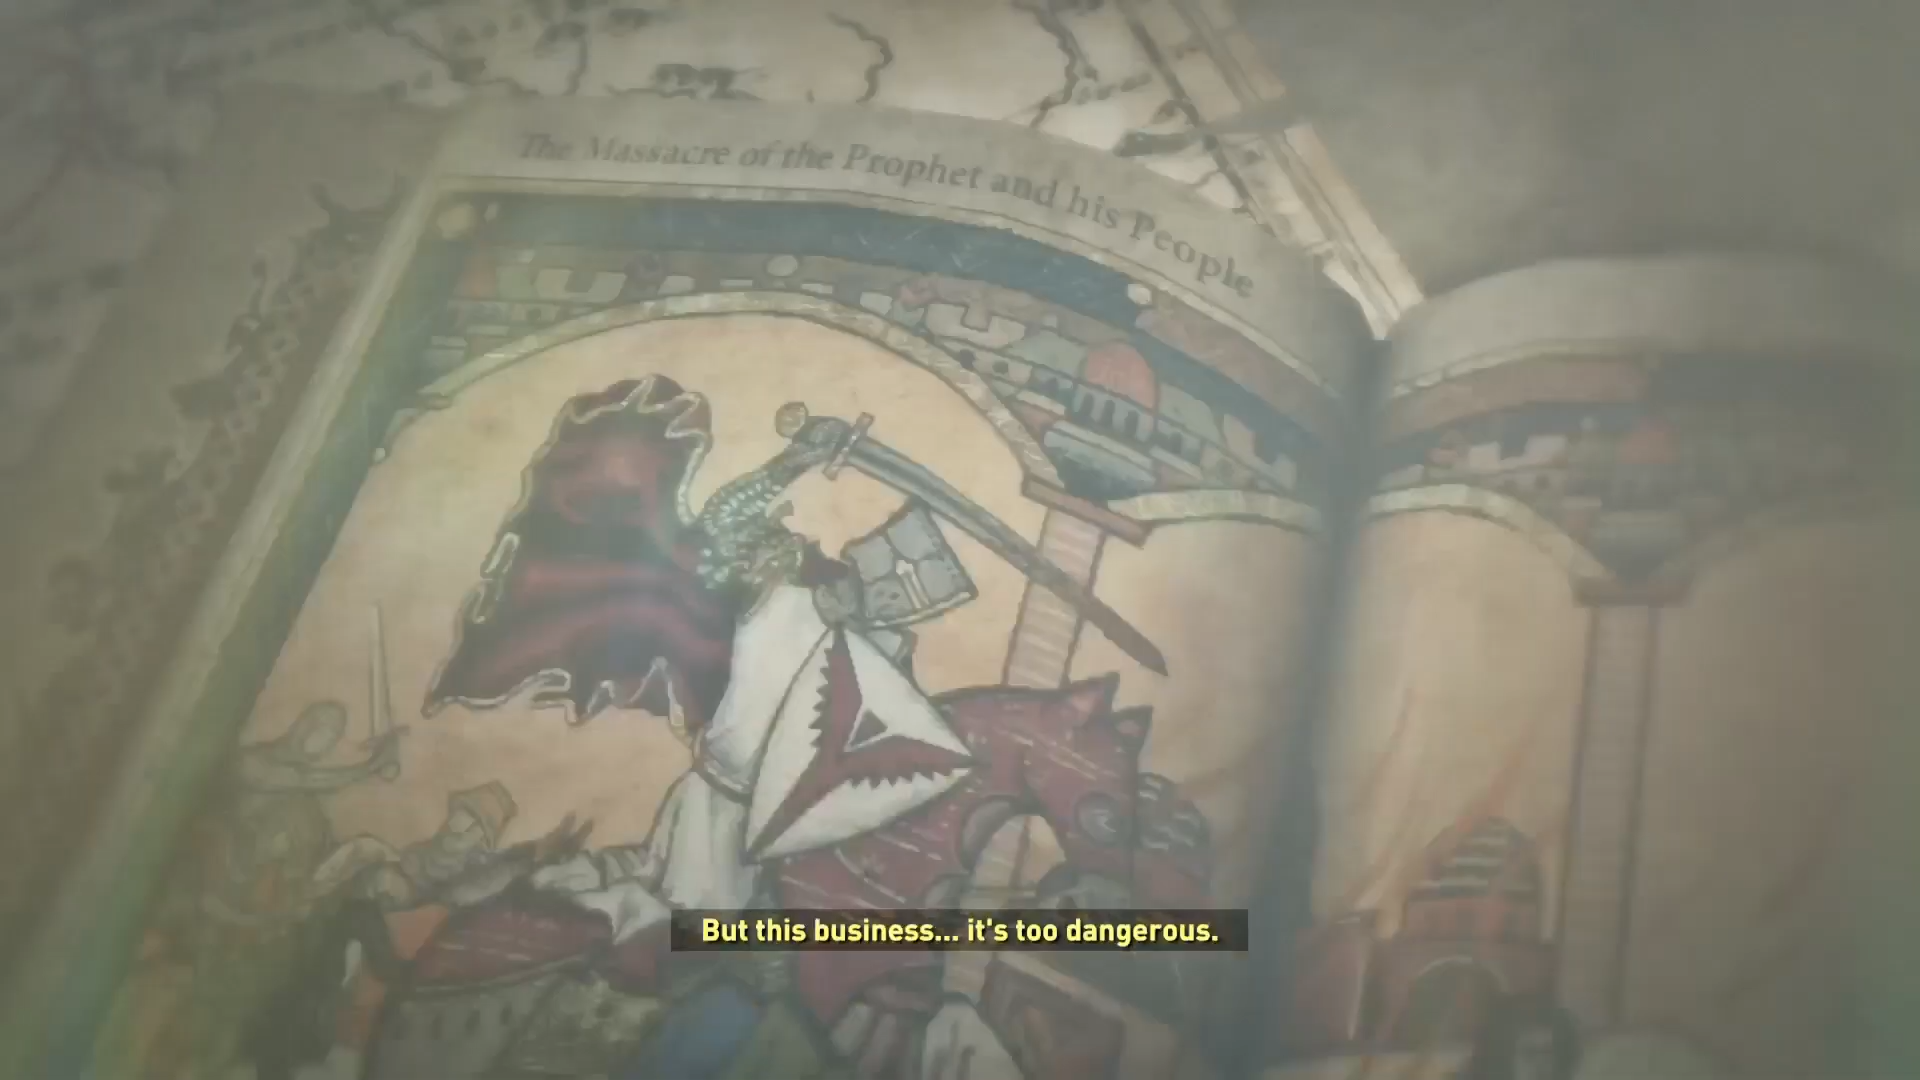 The Massacre of the Prophet and his People
But this business... it's too dangerous.